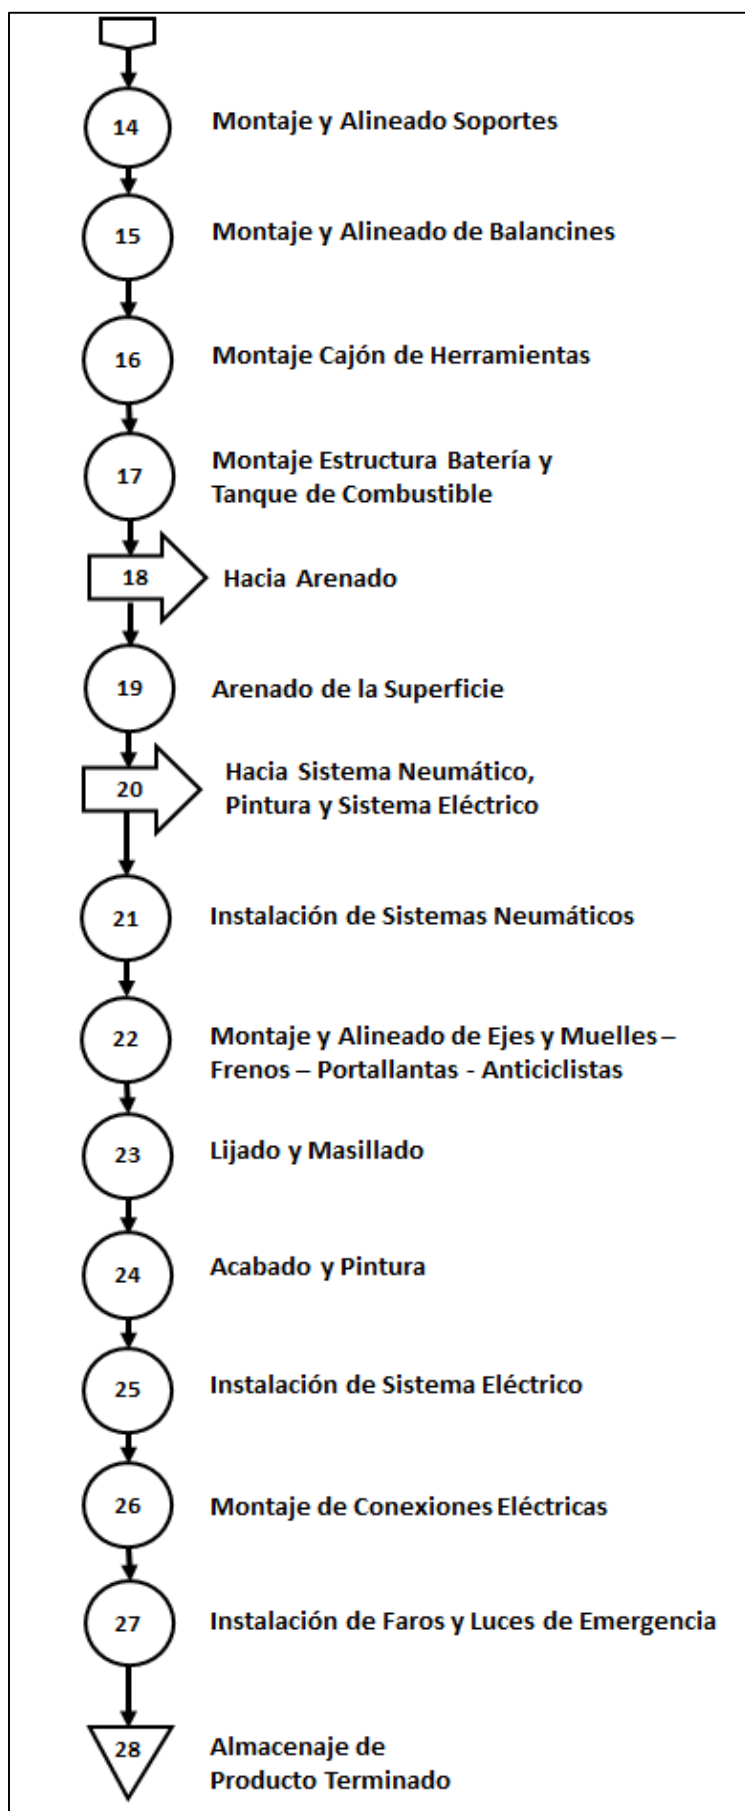 14 Montaje y Alineado Soportes
15 Montaje y Alineado de Balancines
16 Montaje Cajón de Herramientas
17 Montaje Estructura Batería y
Tanque de Combustible
18 Hacia Arenado
19 Arenado de la Superficie
20 Hacia Sistema Neumático,
Pintura y Sistema Eléctrico
21 Instalación de Sistemas Neumáticos
22 Montaje y Alineado de Ejes y Muelles –
Frenos – Portallantas - Anticiclistas
23 Lijado y Masillado
24 Acabado y Pintura
25 Instalación de Sistema Eléctrico
26 Montaje de Conexiones Eléctricas
27 Instalación de Faros y Luces de Emergencia
28 Almacenaje de
Producto Terminado